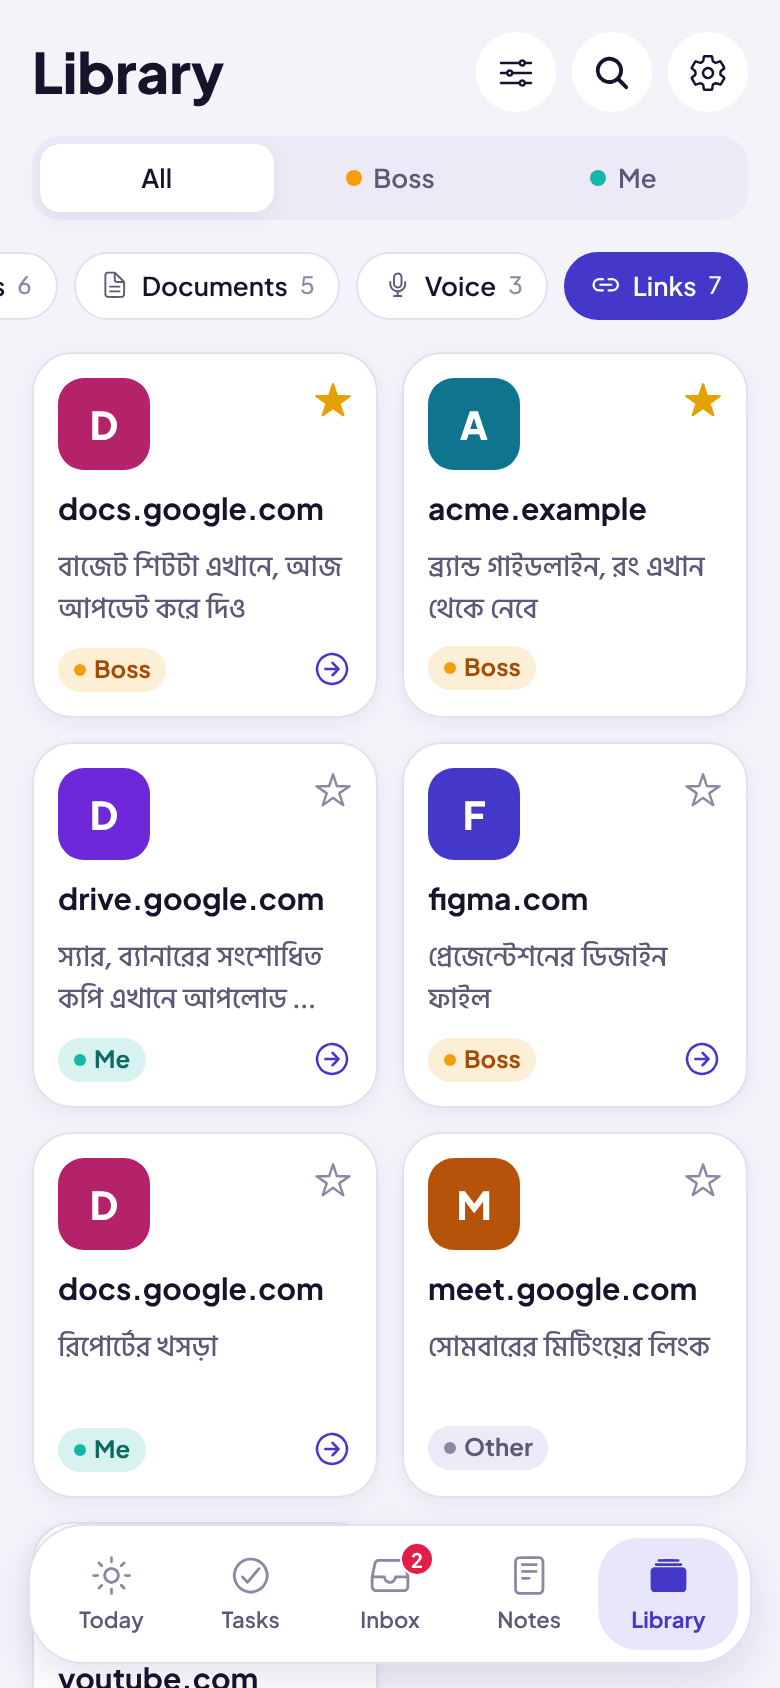 Library
All
Boss
Me
s 6
Documents 5
Voice 3
Links 7
D
docs.google.com
বাজেট শিটটা এখানে, আজ
আপডেট করে দিও
Boss
A
acme.example
ব্র্যান্ড গাইডলাইন, রং এখান
থেকে নেবে
Boss
D
drive.google.com
স্যার, ব্যানারের সংশোধিত
কপি এখানে আপলোড ...
Me
F
figma.com
প্রেজেন্টেশনের ডিজাইন
ফাইল
Boss
D
docs.google.com
রিপোর্টের খসড়া
Me
M
meet.google.com
সোমবারের মিটিংয়ের লিংক
Other
youtube.com
Today
Tasks
2
Inbox
Notes
Library